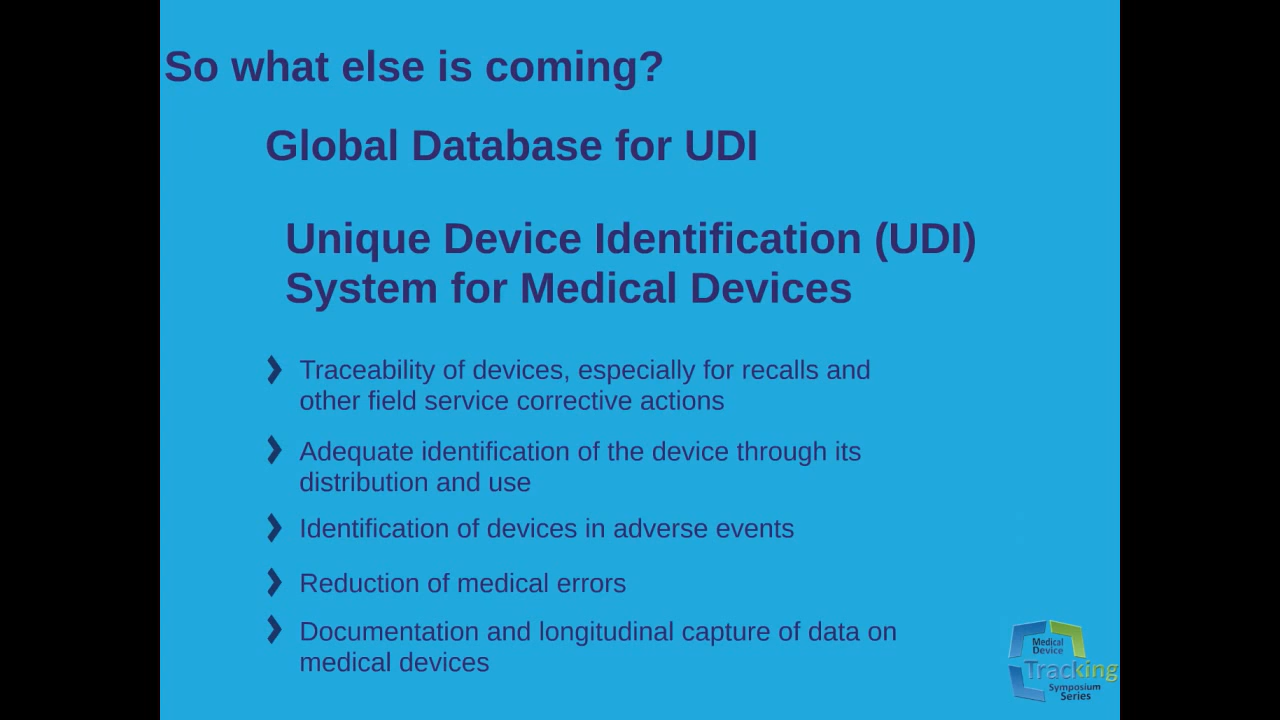 So what else is coming?
Global Database for UDI
Unique Device Identification (UDI)
System for Medical Devices
Traceability of devices, especially for recalls and
other field service corrective actions
Adequate identification of the device through its
distribution and use
Identification of devices in adverse events
Reduction of medical errors
Documentation and longitudinal capture of data on
medical devices
Medical
Device
Tracking
Symposium
Series